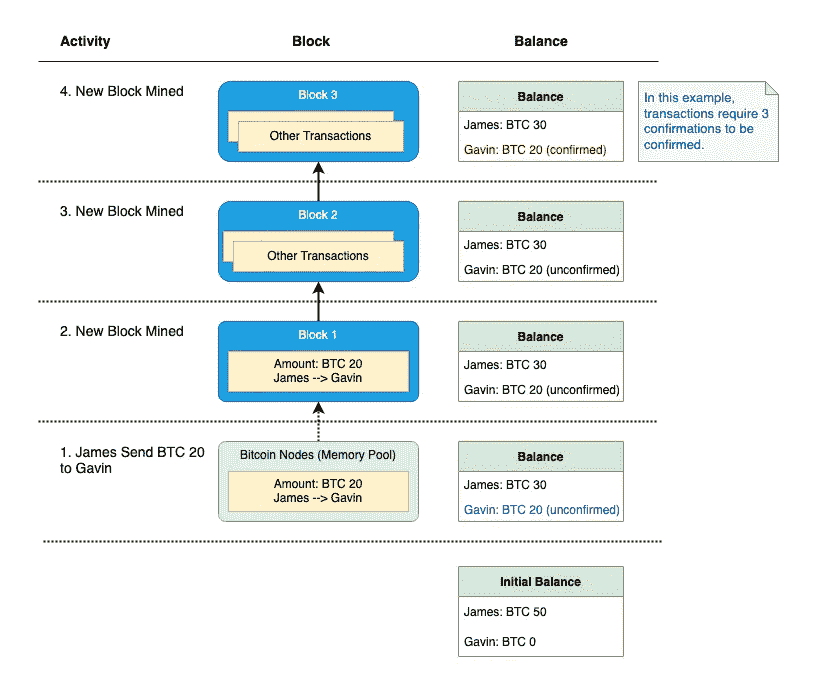 Activity
Block
Balance
4. New Block Mined
Block 3
Other Transactions
Balance
James: BTC 30
Gavin: BTC 20 (confirmed)
In this example,
transactions require 3
confirmations to be
confirmed.
3. New Block Mined
Block 2
Other Transactions
Balance
James: BTC 30
Gavin: BTC 20 (unconfirmed)
2. New Block Mined
Block 1
Amount: BTC 20
James --> Gavin
Balance
James: BTC 30
Gavin: BTC 20 (unconfirmed)
1. James Send BTC 20
to Gavin
Bitcoin Nodes (Memory Pool)
Amount: BTC 20
James --> Gavin
Balance
James: BTC 30
Gavin: BTC 20 (unconfirmed)
Initial Balance
James: BTC 50
Gavin: BTC 0